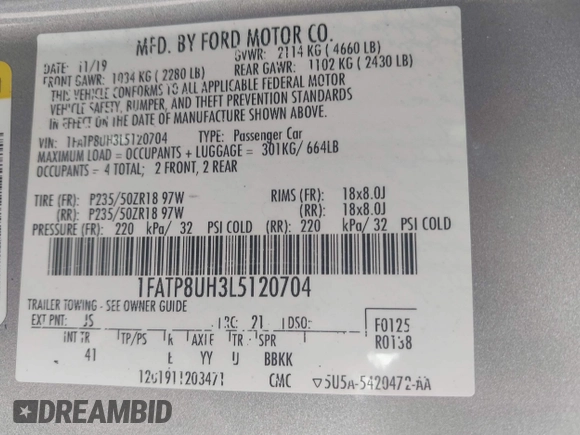 MFD. BY FORD MOTOR CO.
DATE: 11/19 GVWR: 2114 KG ( 4660 LB)
FRONT GAWR: 1034 KG ( 2280 LB) REAR GAWR: 1102 KG ( 2430 LB)
THIS VEHICLE CONFORMS TO ALL APPLICABLE FEDERAL MOTOR
VEHICLE SAFETY, BUMPER, AND THEFT PREVENTION STANDARDS
IN EFFECT ON THE DATE OF MANUFACTURE SHOWN ABOVE.
VIN: 1FATP8UH3L5120704 TYPE: Passenger Car
MAXIMUM LOAD = OCCUPANTS + LUGGAGE = 301KG/ 664LB
OCCUPANTS = 4 TOTAL; 2 FRONT, 2 REAR
TIRE (FR): P235/50ZR18 97W RIMS (FR): 18x8.0J
(RR): P235/50ZR18 97W (RR): 18x8.0J
PRESSURE (FR): 220 kPa/ 32 PSI COLD (RR): 220 kPa/ 32 PSI COLD
1FATP8UH3L5120704
TRAILER TOWING - SEE OWNER GUIDE
EXT PNT: JS RC: 21 DSO: F0125
INT TR TP/PS R AXLE TR SPR R0138
41 E YY U BBKK
1201911203471 CMC ▽5U5A-5420472-AA
DREAMBID